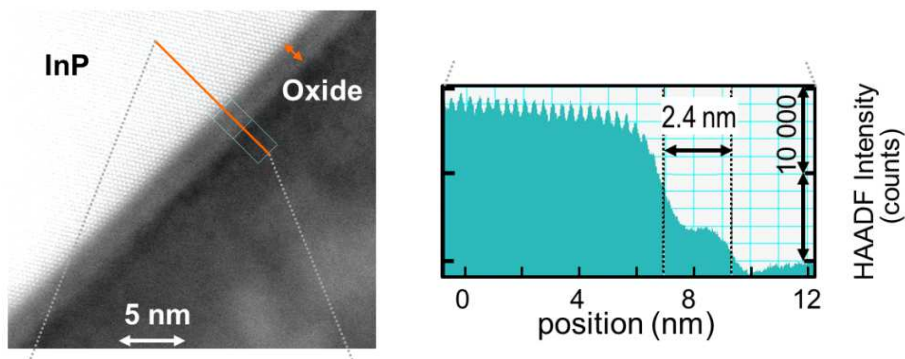 InP
Oxide
5 nm
2.4 nm
10 000
HAADF Intensity
(counts)
0 4 8 12
position (nm)